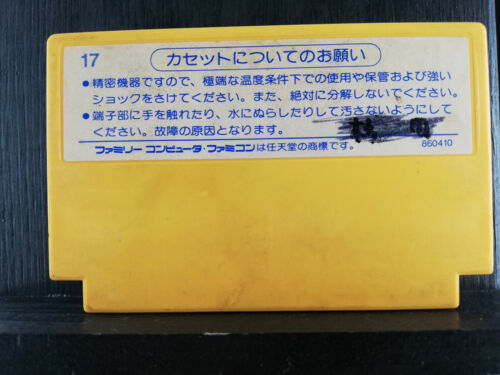 17
カセットについてのお願い
●精密機器ですので、極端な温度条件下での使用や保管および強い
ショックをさけてください。また、絶対に分解しないでください。
●端子部に手を触れたり、水にぬらしたりして汚さないようにして
ください。故障の原因となります。
ファミリー コンピュータ・ファミコンは任天堂の商標です。
860410